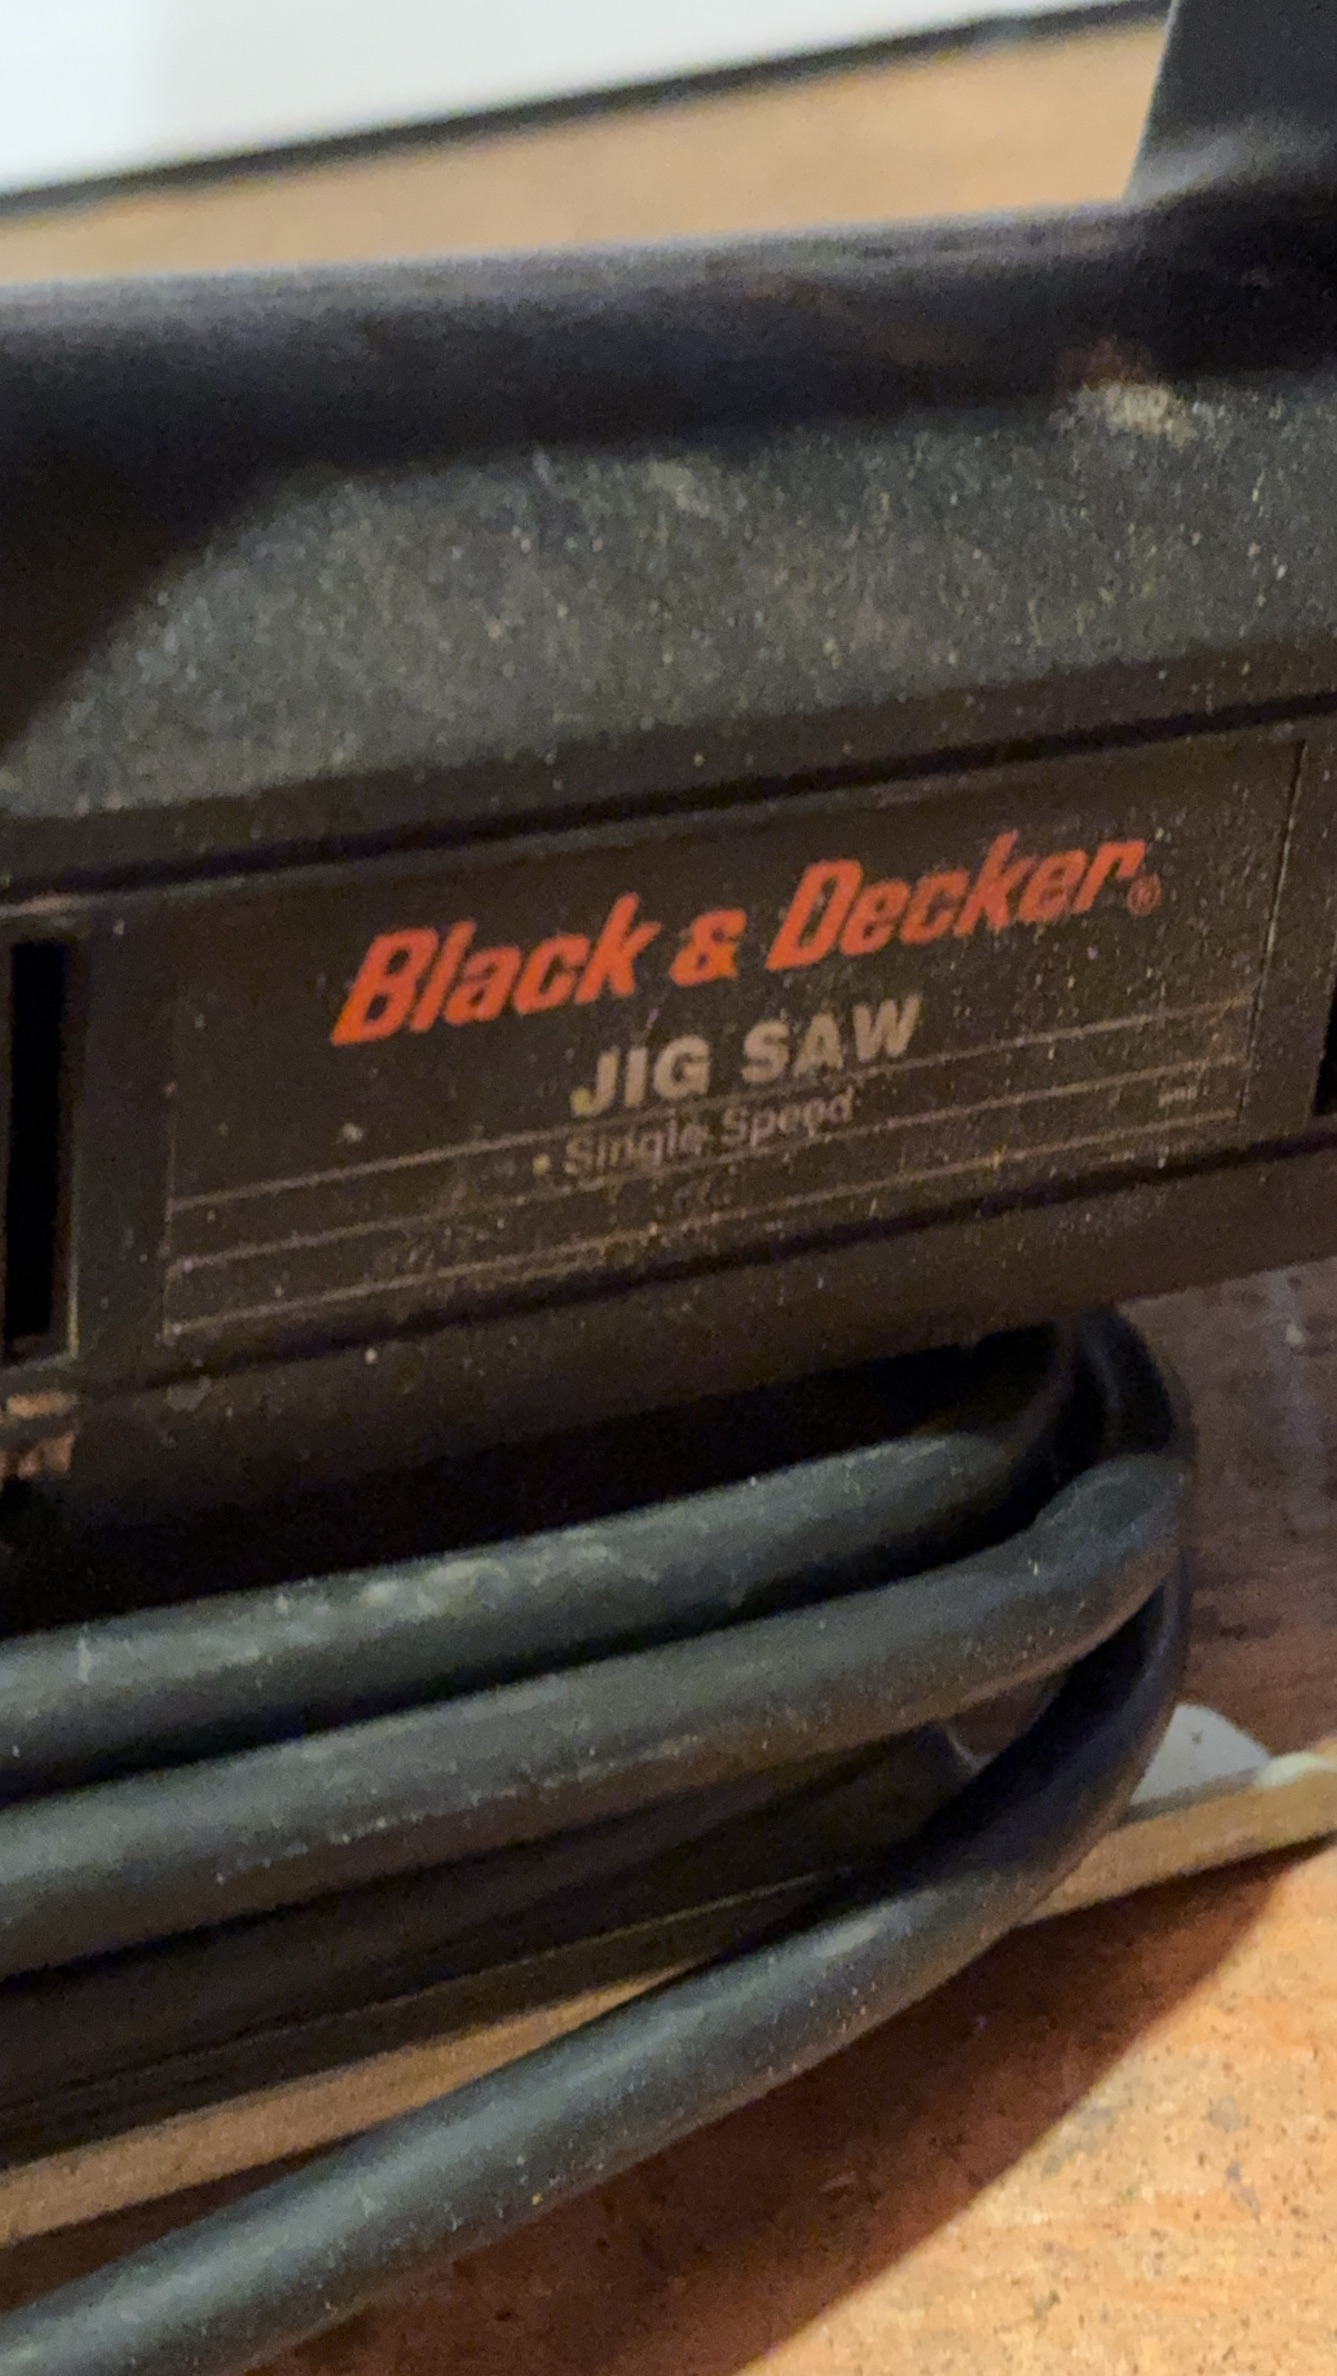 Black & Decker®
JIG SAW
• Single Speed